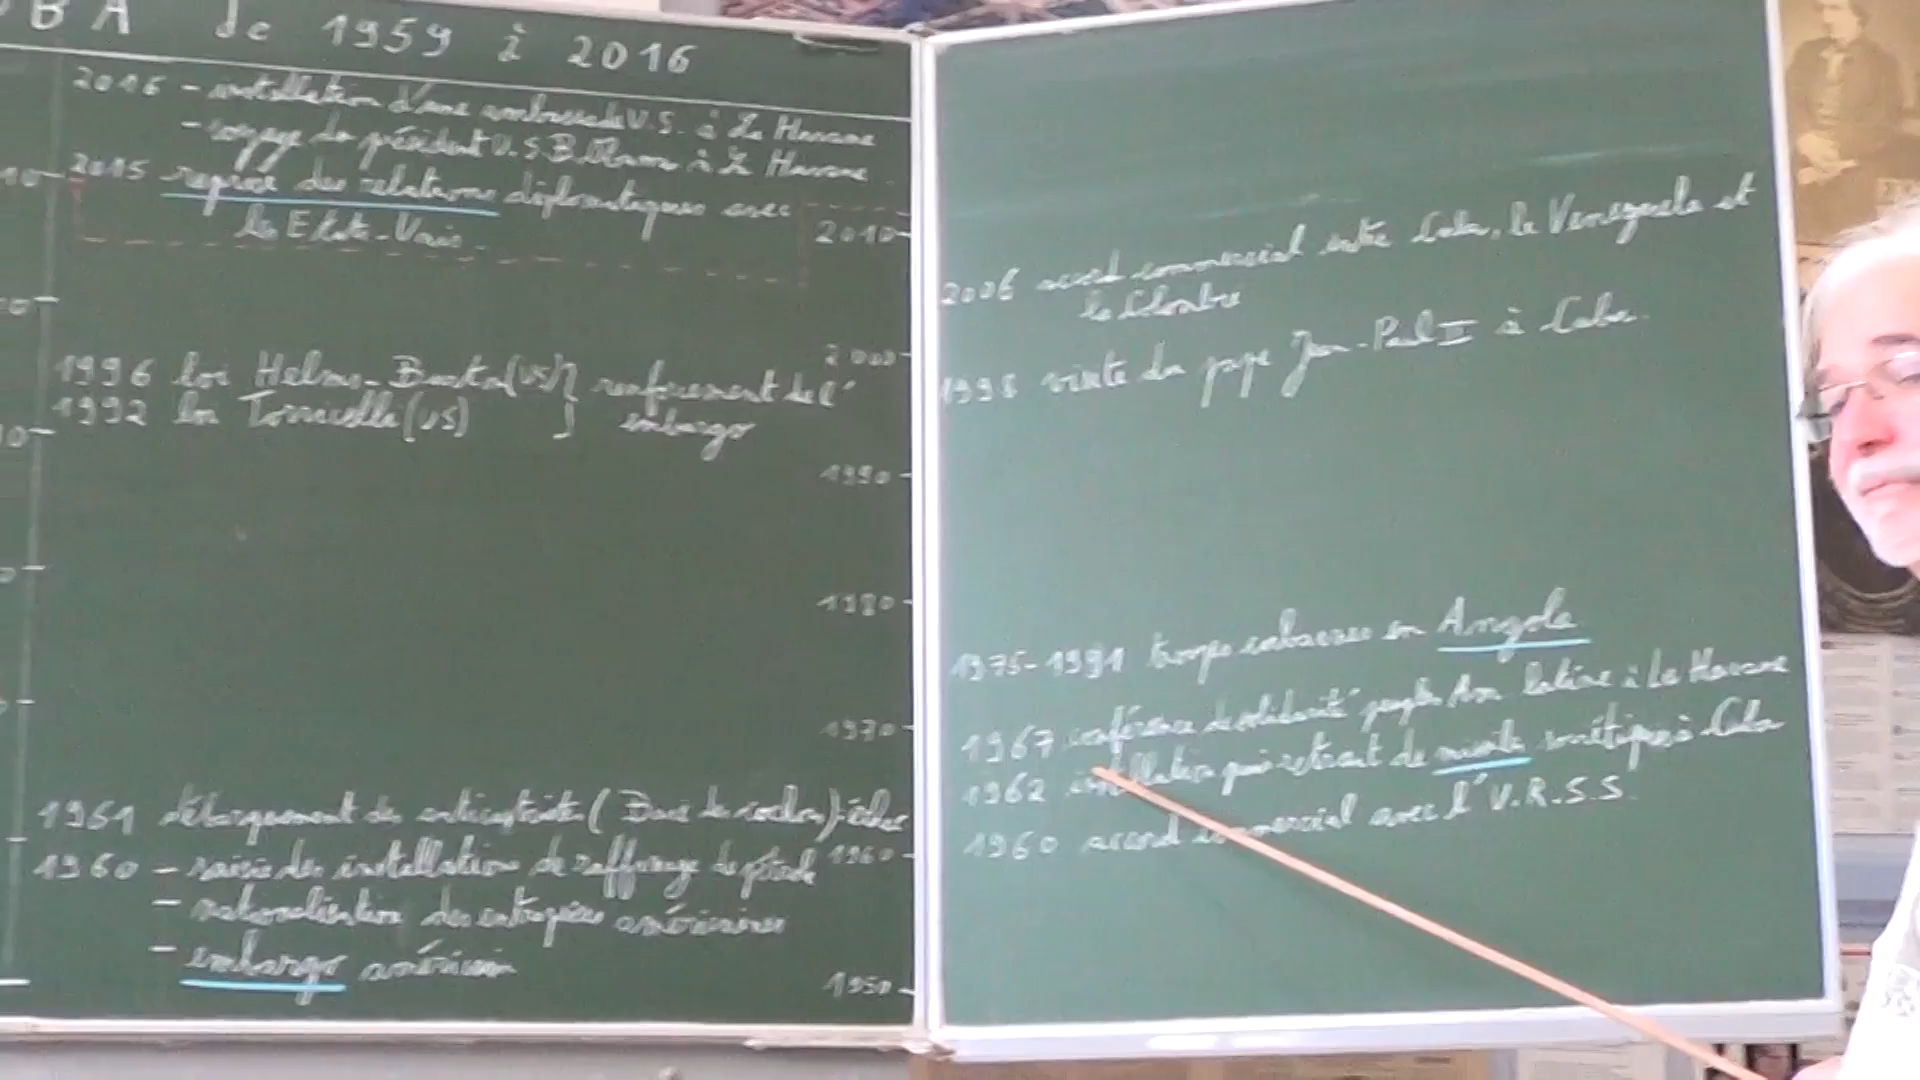 BA de 1959 à 2016
2016 - installation d'une ambassade U.S. à La Havane
- voyage du président U.S. B. Obama à La Havane
2015 reprise des relations diplomatiques avec
les Etats-Unis
1996 loi Helms-Burton (US) } renforcement de l'
1992 loi Torricelli (US) } embargo
1961 débarquement des anticastristes (Baie des cochons) - échec
1960 - saisie des installations de raffinage de pétrole
- nationalisation des entreprises américaines
- embargo américain
2010
2000
1990
1980
1970
1960
1950
2006 accord commercial entre Cuba, le Venezuela et
1998 visite du pape Jean-Paul II à Cuba
1975-1991 troupes cubaines en Angola
1967 conférence de solidarité peuples Am latine à La Havane
1962 installation puis retrait de missiles soviétiques à Cuba
1960 accord commercial avec l'U.R.S.S.